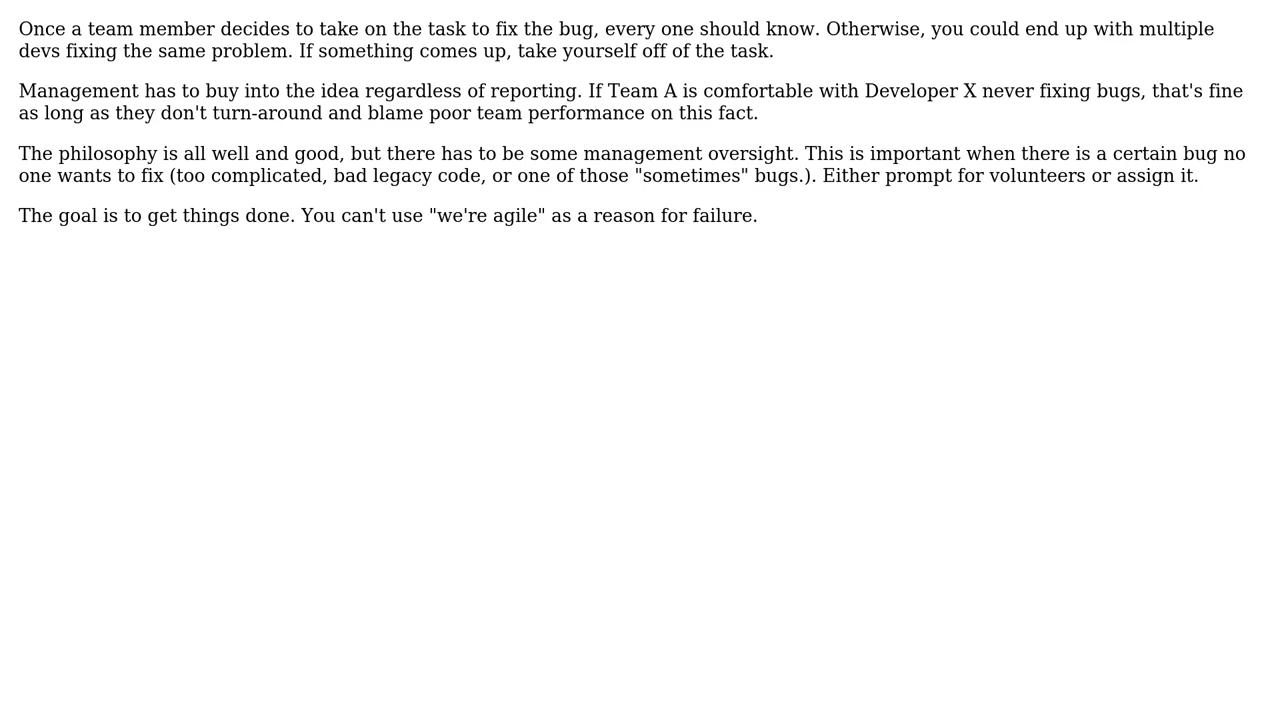 Once a team member decides to take on the task to fix the bug, every one should know. Otherwise, you could end up with multiple
devs fixing the same problem. If something comes up, take yourself off of the task.
Management has to buy into the idea regardless of reporting. If Team A is comfortable with Developer X never fixing bugs, that's fine
as long as they don't turn-around and blame poor team performance on this fact.
The philosophy is all well and good, but there has to be some management oversight. This is important when there is a certain bug no
one wants to fix (too complicated, bad legacy code, or one of those "sometimes" bugs.). Either prompt for volunteers or assign it.
The goal is to get things done. You can't use "we're agile" as a reason for failure.